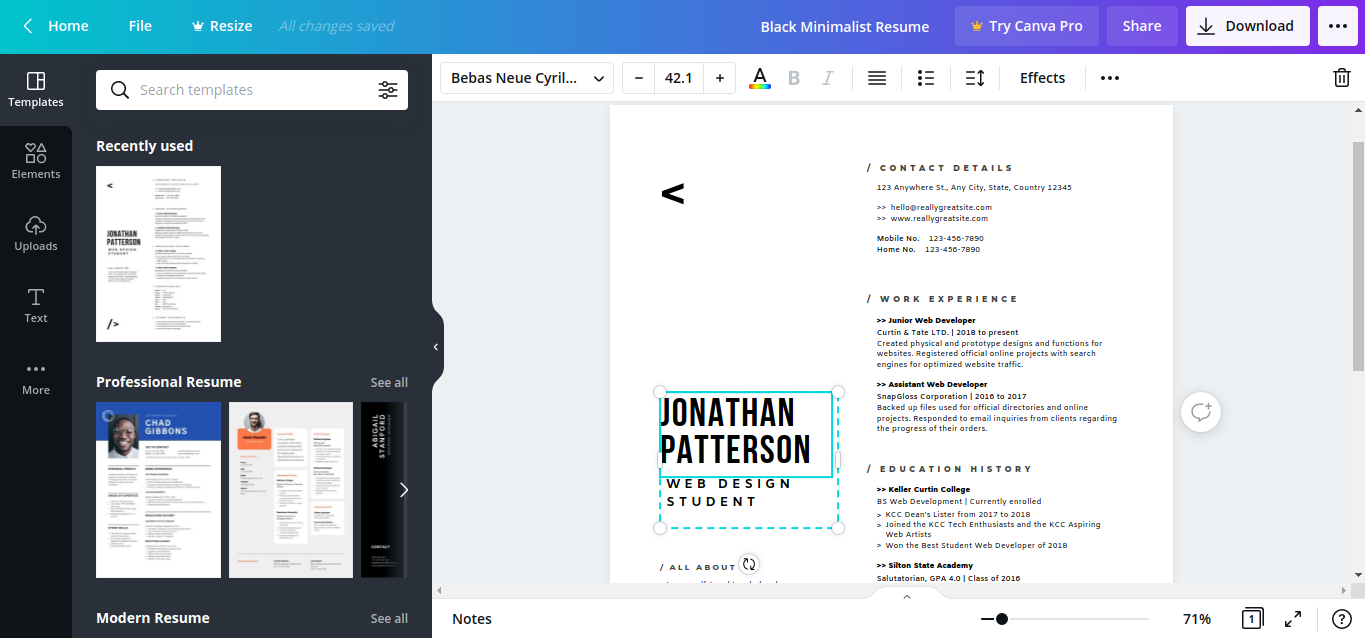 Home
File
Resize
All changes saved
Black Minimalist Resume
Try Canva Pro
Share
Download
Templates
Elements
Uploads
Text
More
Search templates
Recently used
JONATHAN
PATTERSON
WEB DESIGN
STUDENT
Professional Resume
See all
CHAD
GIBBONS
ABIGAIL
STANFORD
CONTACT
Modern Resume
See all
Bebas Neue Cyril...
42.1
A
B
I
Effects
<
JONATHAN
PATTERSON
WEB DESIGN
STUDENT
/ ALL ABOUT
/ CONTACT DETAILS
123 Anywhere St., Any City, State, Country 12345
>> hello@reallygreatsite.com
>> www.reallygreatsite.com
Mobile No. 123-456-7890
Home No. 123-456-7890
/ WORK EXPERIENCE
>> Junior Web Developer
Curtin & Tate LTD. | 2018 to present
Created physical and prototype designs and functions for
websites. Registered official online projects with search
engines for optimized website traffic.
>> Assistant Web Developer
SnapGloss Corporation | 2016 to 2017
Backed up files used for official directories and online
projects. Responded to email inquiries from clients regarding
the progress of their orders.
/ EDUCATION HISTORY
>> Keller Curtin College
BS Web Development | Currently enrolled
> KCC Dean's Lister from 2017 to 2018
> Joined the KCC Tech Enthusiasts and the KCC Aspiring
Web Artists
> Won the Best Student Web Developer of 2018
>> Silton State Academy
Salutatorian, GPA 4.0 | Class of 2016
Notes
71%
1